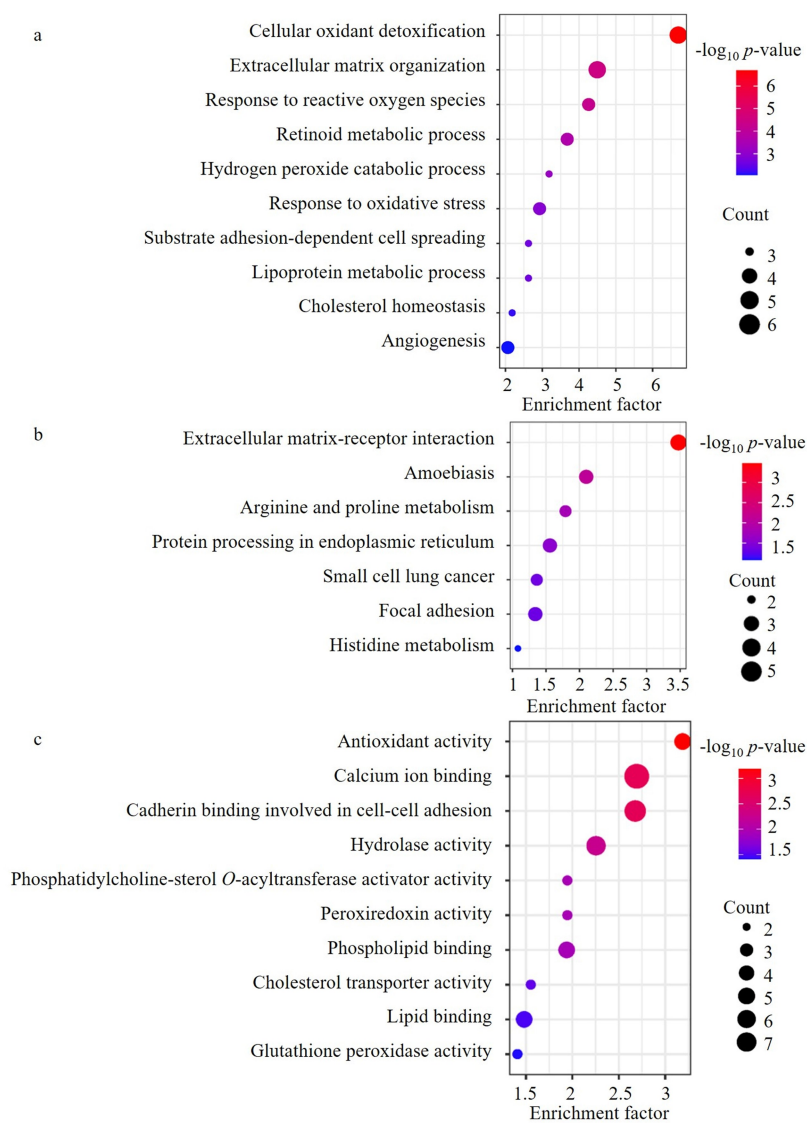 a
Cellular oxidant detoxification
Extracellular matrix organization
Response to reactive oxygen species
Retinoid metabolic process
Hydrogen peroxide catabolic process
Response to oxidative stress
Substrate adhesion-dependent cell spreading
Lipoprotein metabolic process
Cholesterol homeostasis
Angiogenesis
2 3 4 5 6
Enrichment factor
-log10 p-value
6
5
4
3
Count
3
4
5
6
b
Extracellular matrix-receptor interaction
Amoebiasis
Arginine and proline metabolism
Protein processing in endoplasmic reticulum
Small cell lung cancer
Focal adhesion
Histidine metabolism
1 1.5 2 2.5 3 3.5
Enrichment factor
-log10 p-value
3
2.5
2
1.5
Count
2
3
4
5
c
Antioxidant activity
Calcium ion binding
Cadherin binding involved in cell-cell adhesion
Hydrolase activity
Phosphatidylcholine-sterol O-acyltransferase activator activity
Peroxiredoxin activity
Phospholipid binding
Cholesterol transporter activity
Lipid binding
Glutathione peroxidase activity
1.5 2 2.5 3
Enrichment factor
-log10 p-value
3
2.5
2
1.5
Count
2
3
4
5
6
7